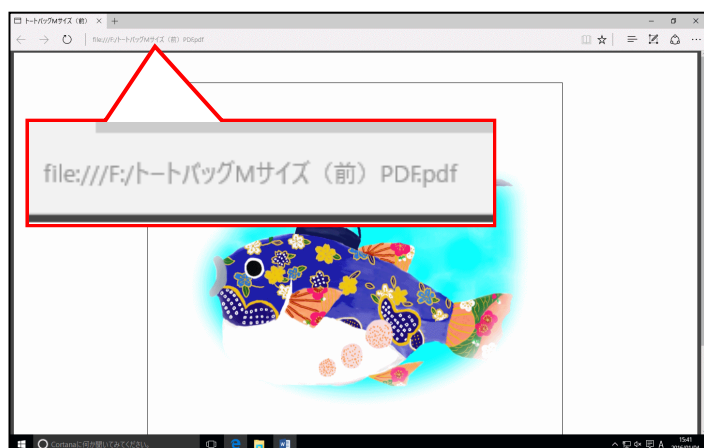 トートバッグMサイズ（前）
file:///F:/トートバッグMサイズ（前）PDF.pdf
file:///F:/トートバッグMサイズ（前）PDF.pdf
Cortanaに何か聞いてみてください。
A
15:41
2016/01/04